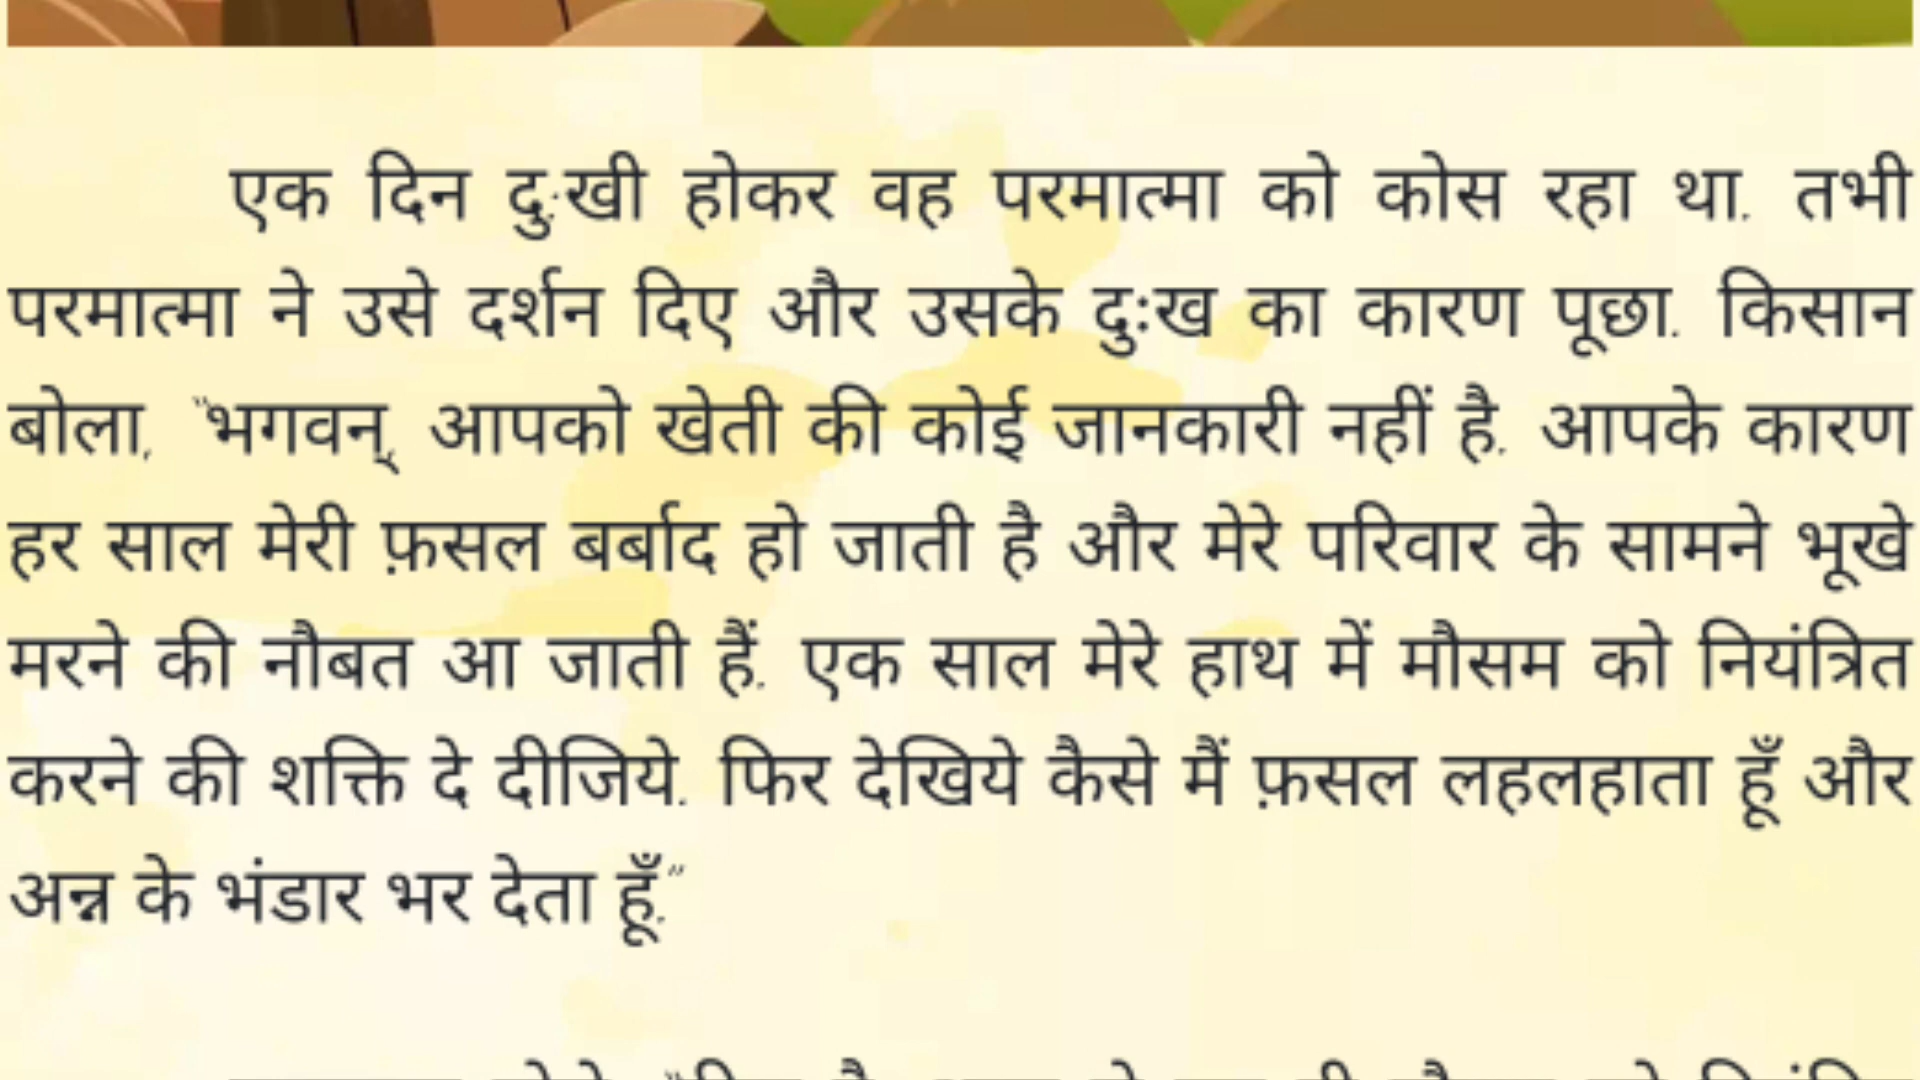 एक दिन दु:खी होकर वह परमात्मा को कोस रहा था. तभी
परमात्मा ने उसे दर्शन दिए और उसके दुःख का कारण पूछा. किसान
बोला, “भगवन्, आपको खेती की कोई जानकारी नहीं है. आपके कारण
हर साल मेरी फ़सल बर्बाद हो जाती है और मेरे परिवार के सामने भूखे
मरने की नौबत आ जाती हैं. एक साल मेरे हाथ में मौसम को नियंत्रित
करने की शक्ति दे दीजिये. फिर देखिये कैसे मैं फ़सल लहलहाता हूँ और
अन्न के भंडार भर देता हूँ.”